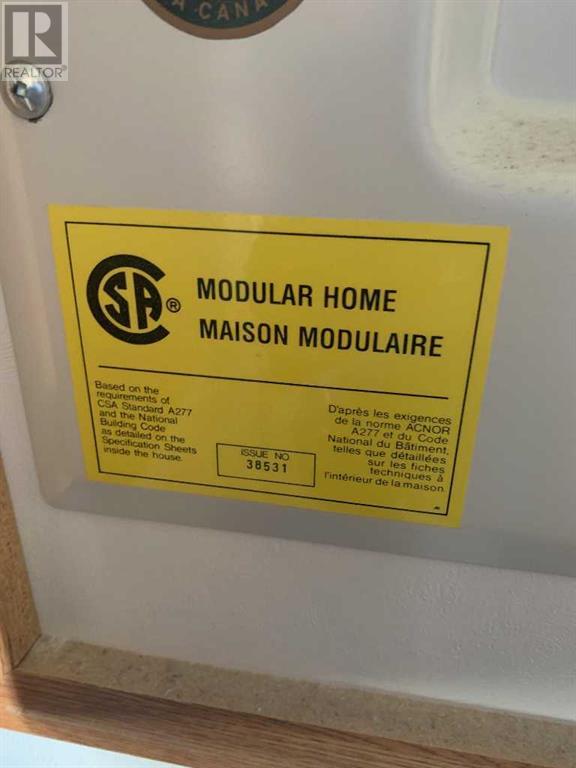 A CANA
R
REALTOR®
CSA® MODULAR HOME
MAISON MODULAIRE
Based on the
requirements of
CSA Standard A277
and the National
Building Code
as detailed on the
Specification Sheets
inside the house.
ISSUE NO
38531
D'après les exigences
de la norme ACNOR
A277 et du Code
National du Bâtiment,
telles que détaillées
sur les fiches
techniques à
l'intérieur de la maison.